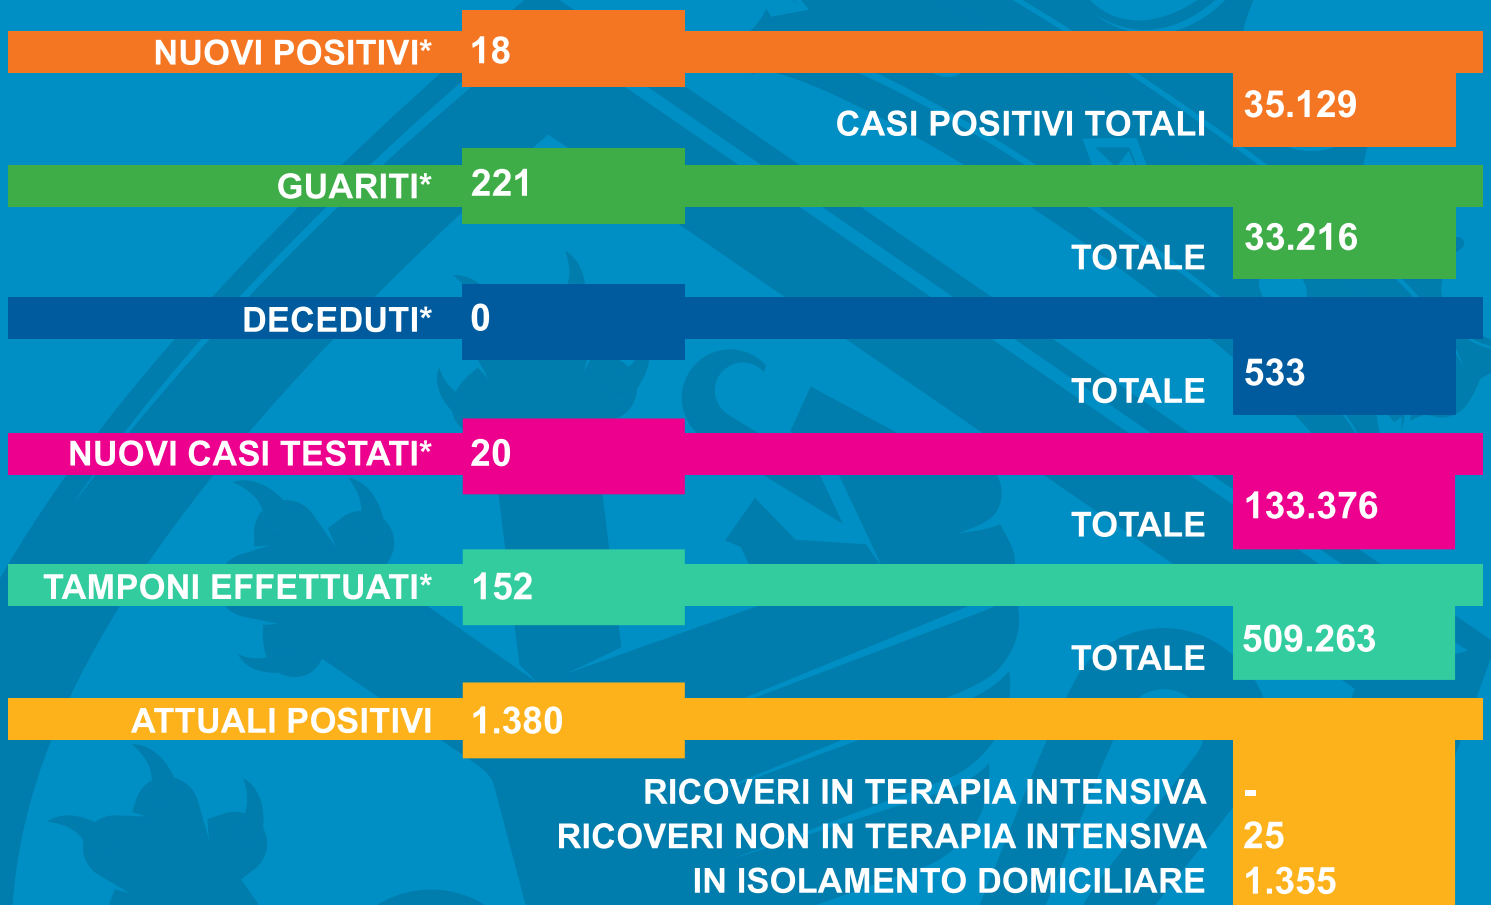 NUOVI POSITIVI* 18
CASI POSITIVI TOTALI 35.129
GUARITI* 221
TOTALE 33.216
DECEDUTI* 0
TOTALE 533
NUOVI CASI TESTATI* 20
TOTALE 133.376
TAMPONI EFFETTUATI* 152
TOTALE 509.263
ATTUALI POSITIVI 1.380
RICOVERI IN TERAPIA INTENSIVA -
RICOVERI NON IN TERAPIA INTENSIVA 25
IN ISOLAMENTO DOMICILIARE 1.355